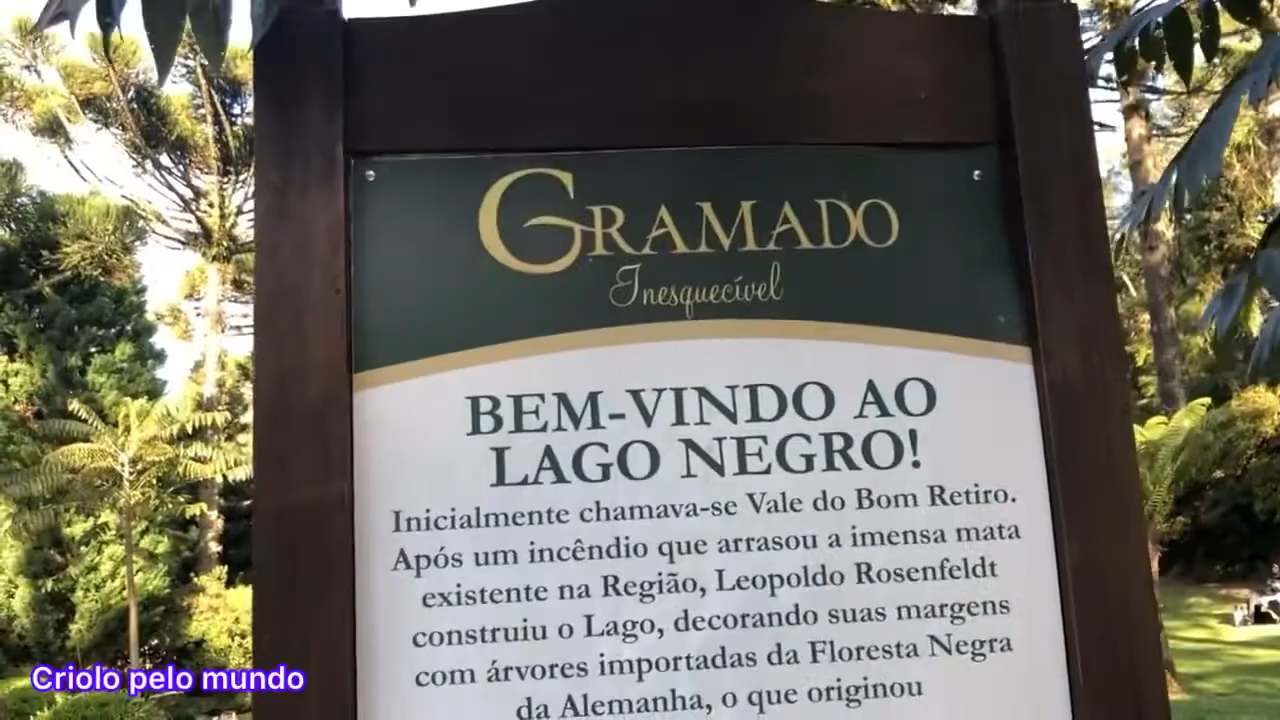 GRAMADO
Inesquecível
BEM-VINDO AO
LAGO NEGRO!
Inicialmente chamava-se Vale do Bom Retiro.
Após um incêndio que arrasou a imensa mata
existente na Região, Leopoldo Rosenfeldt
construiu o Lago, decorando suas margens
com árvores importadas da Floresta Negra
da Alemanha, o que originou
Criolo pelo mundo